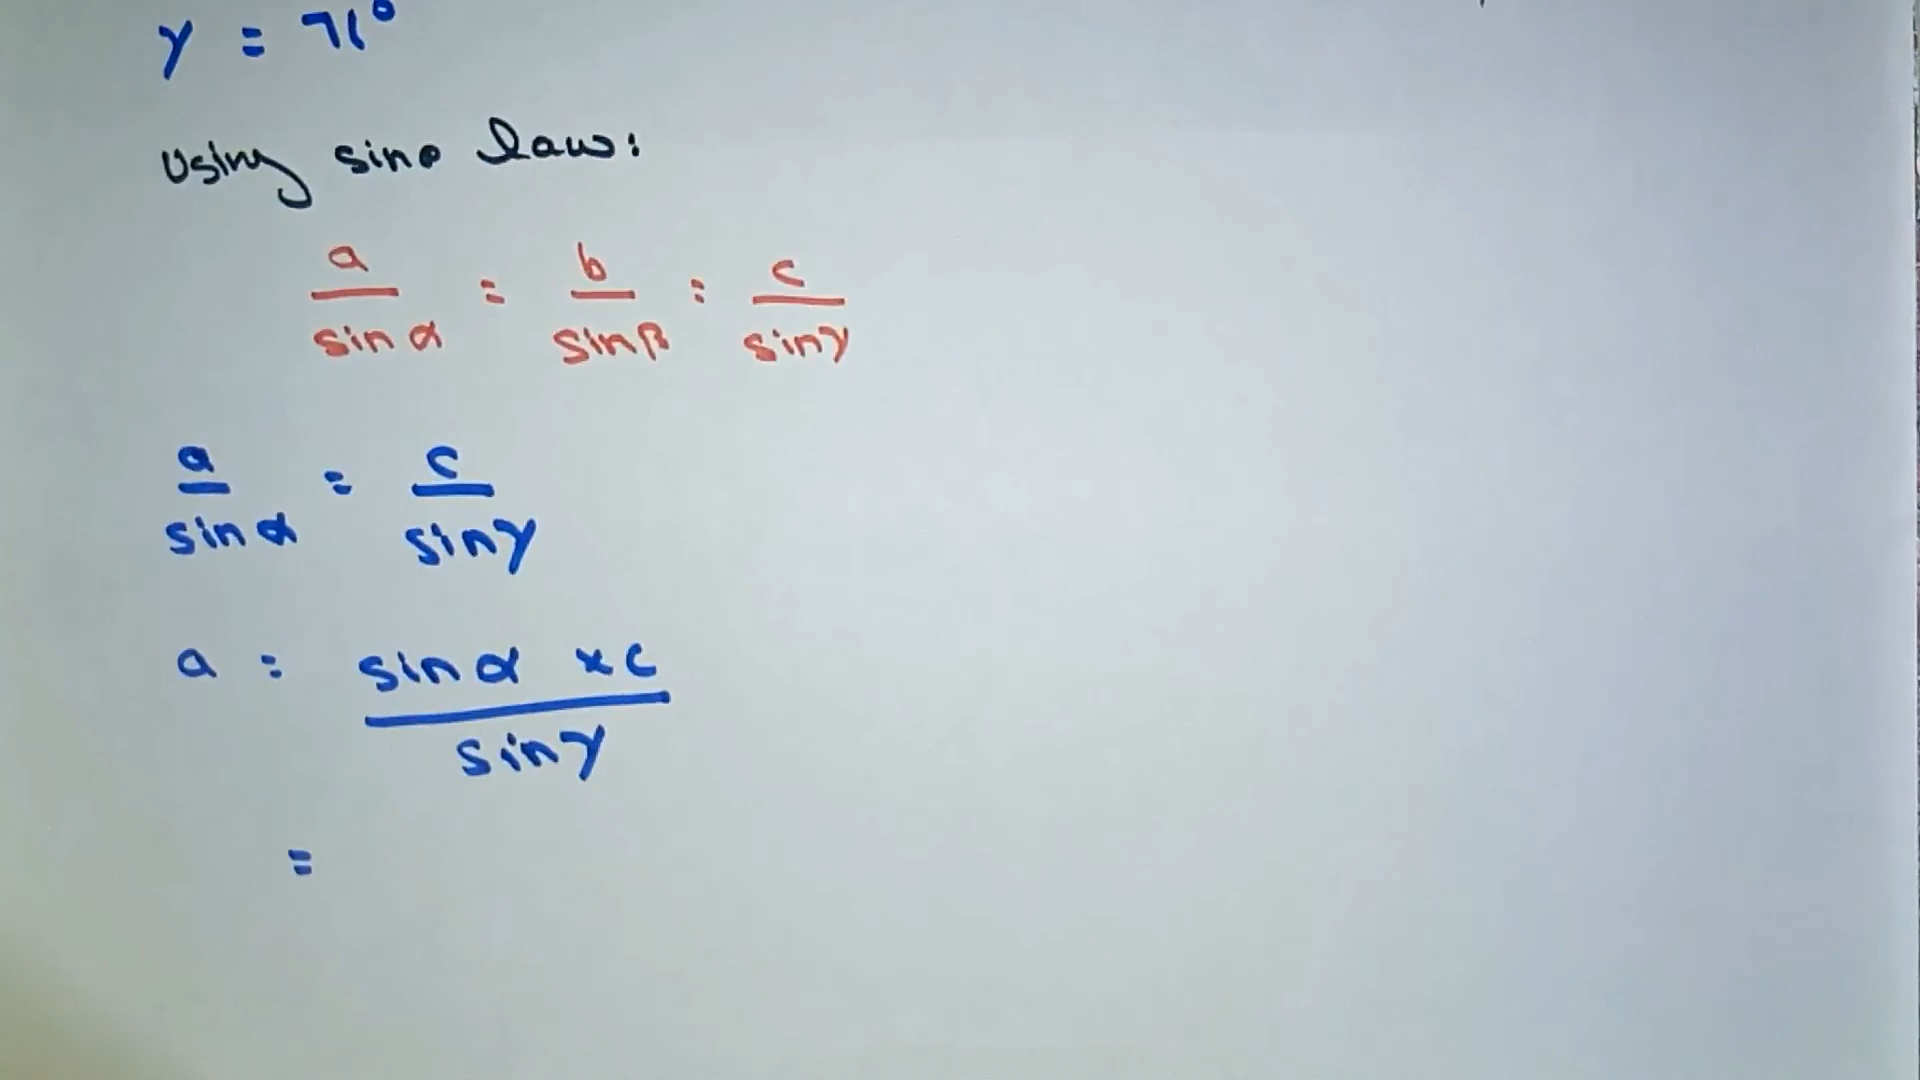 γ = 71°
Using sine law:
a/sin α = b/sin β = c/sin γ
a/sin α = c/sin γ
a = sin α × c/sin γ
=